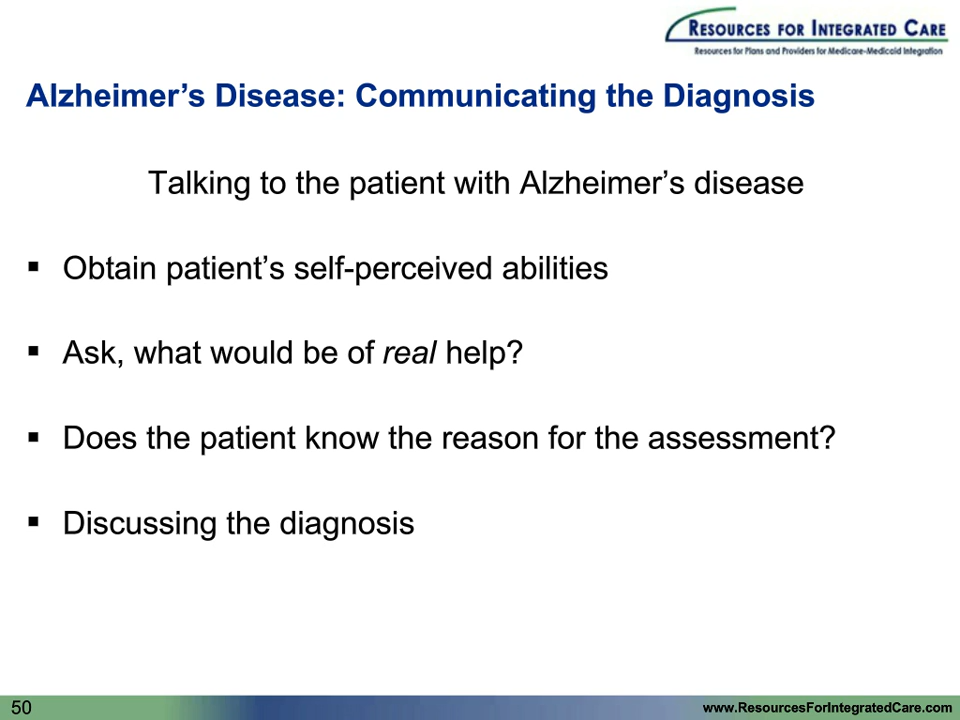 RESOURCES FOR INTEGRATED CARE
Resources for Plans and Providers for Medicare-Medicaid Integration
Alzheimer’s Disease: Communicating the Diagnosis
Talking to the patient with Alzheimer’s disease
▪ Obtain patient’s self-perceived abilities
▪ Ask, what would be of real help?
▪ Does the patient know the reason for the assessment?
▪ Discussing the diagnosis
50
www.ResourcesForIntegratedCare.com